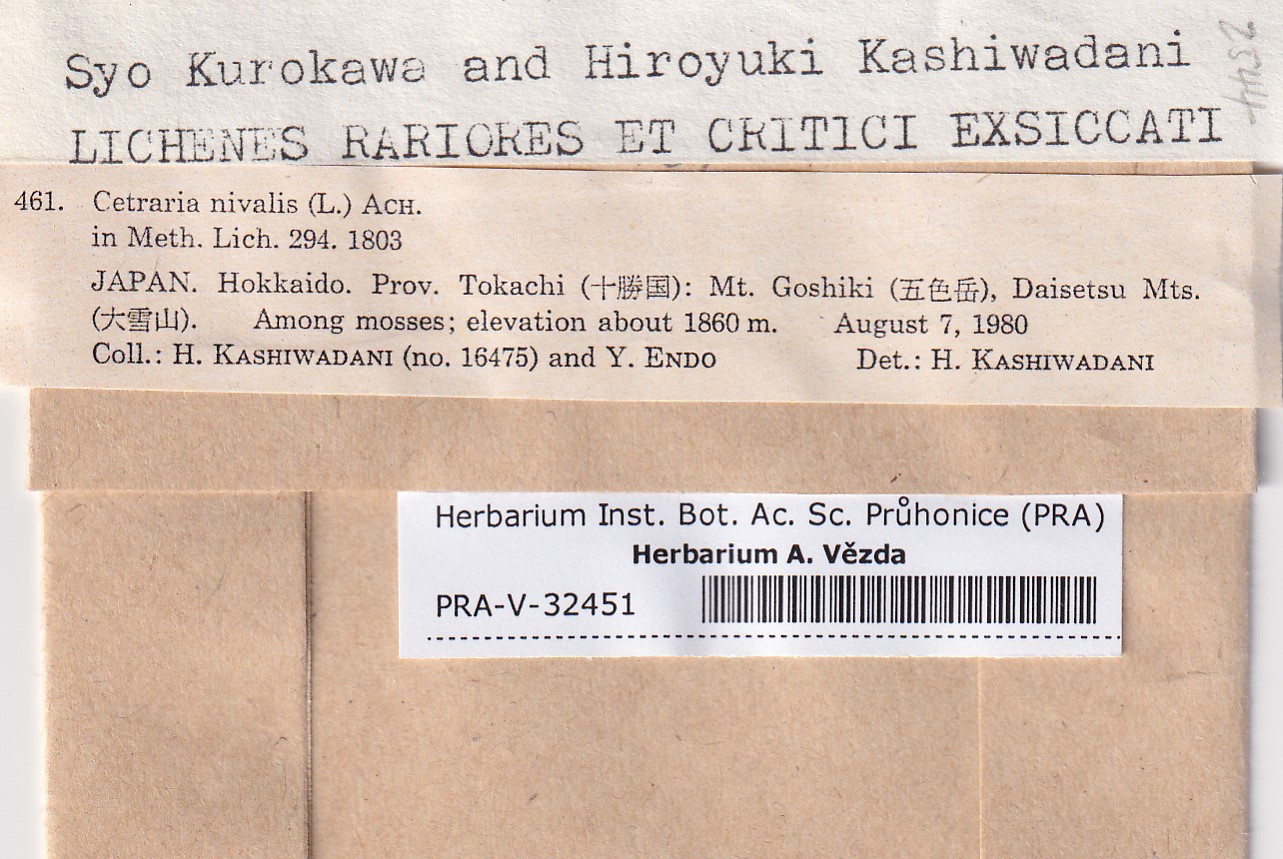 Syo Kurokawa and Hiroyuki Kashiwadani
LICHENES RARIORES ET CRITICI EXSICCATI
2544
461. Cetraria nivalis (L.) ACH.
in Meth. Lich. 294. 1803
JAPAN. Hokkaido. Prov. Tokachi (十勝国): Mt. Goshiki (五色岳), Daisetsu Mts.
(大雪山). Among mosses; elevation about 1860 m. August 7, 1980
Coll.: H. KASHIWADANI (no. 16475) and Y. ENDO Det.: H. KASHIWADANI
Herbarium Inst. Bot. Ac. Sc. Průhonice (PRA)
Herbarium A. Vězda
PRA-V-32451